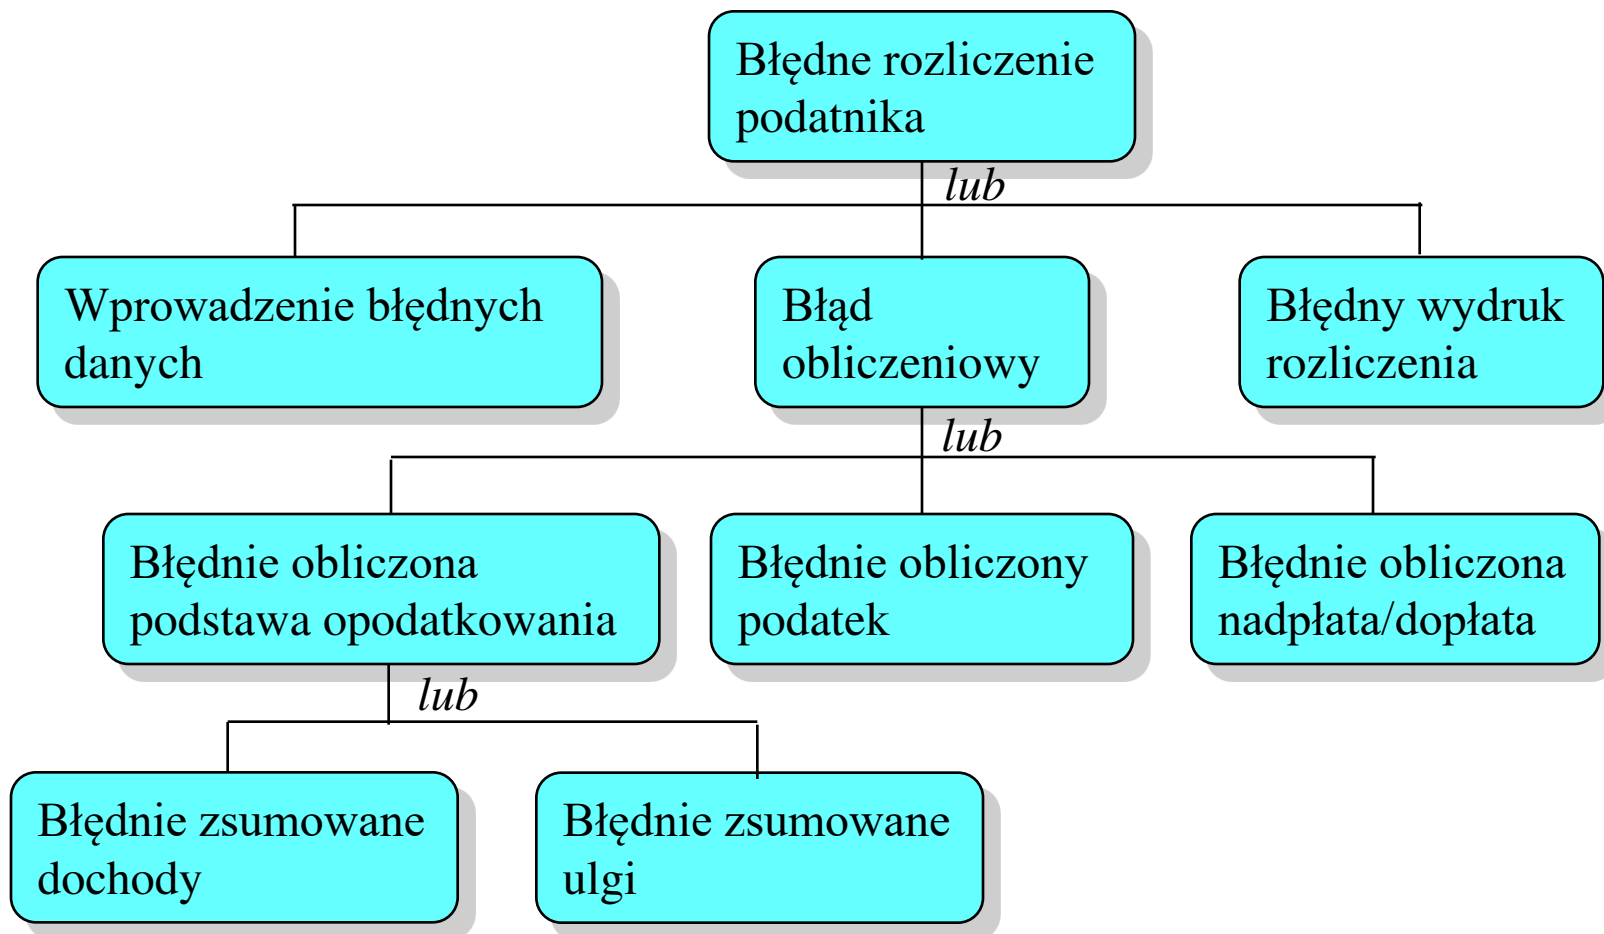 Błędne rozliczenie
podatnika
lub
Wprowadzenie błędnych
danych
Błąd
obliczeniowy
Błędny wydruk
rozliczenia
lub
Błędnie obliczona
podstawa opodatkowania
Błędnie obliczony
podatek
Błędnie obliczona
nadpłata/dopłata
lub
Błędnie zsumowane
dochody
Błędnie zsumowane
ulgi